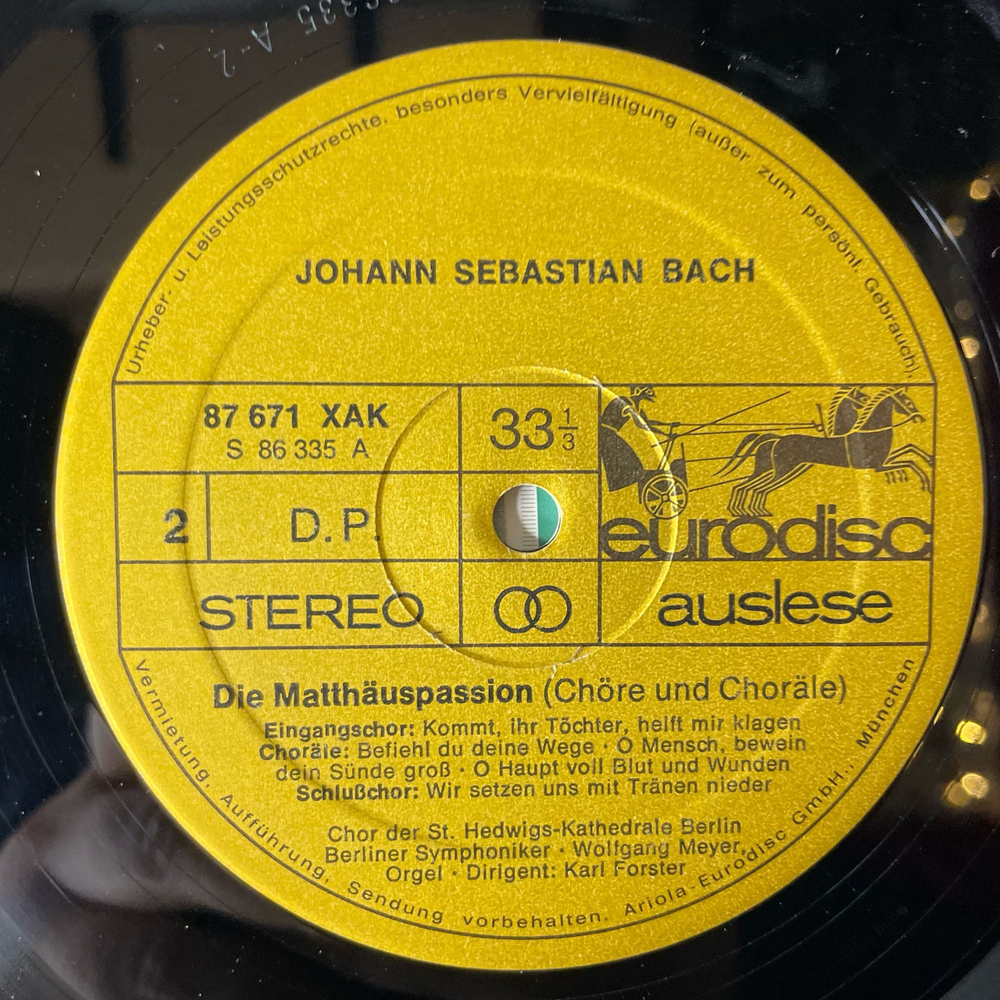 86335 A-2
Urheber- u. Leistungsschutzrechte, besonders Vervielfältigung (außer zum persönl. Gebrauch),
JOHANN SEBASTIAN BACH
87 671 XAK
S 86 335 A
33 1/3
2
D. P.
eurodisc
STEREO
auslese
Die Matthäuspassion (Chöre und Choräle)
Eingangschor: Kommt, ihr Töchter, helft mir klagen
Choräle: Befiehl du deine Wege · O Mensch, bewein
dein Sünde groß · O Haupt voll Blut und Wunden
Schlußchor: Wir setzen uns mit Tränen nieder
Chor der St. Hedwigs-Kathedrale Berlin
Berliner Symphoniker · Wolfgang Meyer,
Orgel · Dirigent: Karl Forster
Vermietung, Aufführung, Sendung vorbehalten. Ariola-Eurodisc GmbH., München